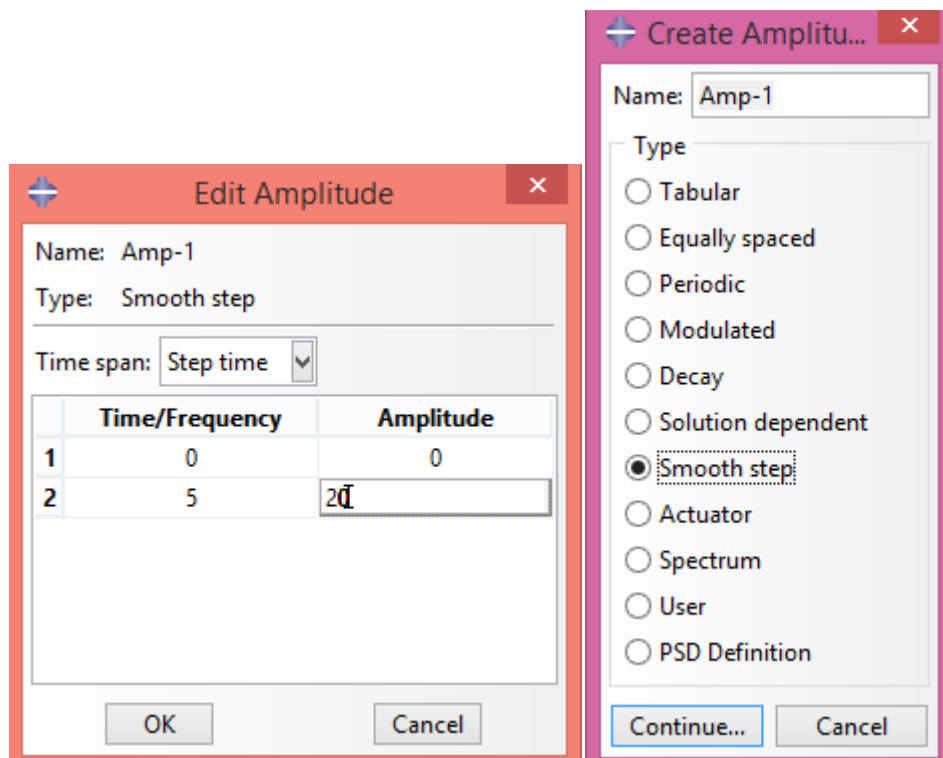 Edit Amplitude
Name: Amp-1
Type: Smooth step
Time span: Step time
Time/Frequency Amplitude
1 0 0
2 5 20
OK Cancel
Create Amplitu...
Name: Amp-1
Type
Tabular
Equally spaced
Periodic
Modulated
Decay
Solution dependent
Smooth step
Actuator
Spectrum
User
PSD Definition
Continue... Cancel